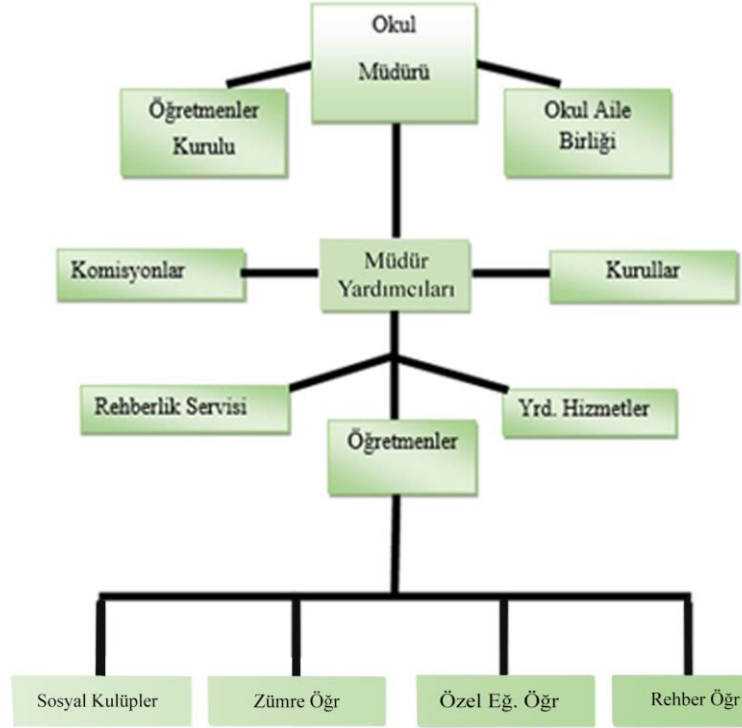 Okul
Müdürü
Öğretmenler
Kurulu
Okul Aile
Birliği
Komisyonlar
Müdür
Yardımcıları
Kurullar
Rehberlik Servisi
Öğretmenler
Yrd. Hizmetler
Sosyal Kulüpler
Zümre Öğr
Özel Eğ. Öğr
Rehber Öğr